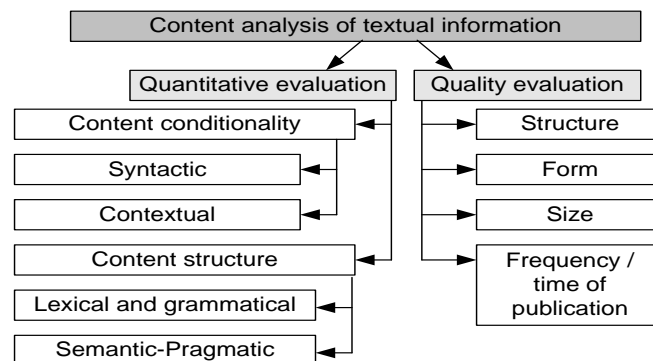 Content analysis of textual information
Quantitative evaluation
Quality evaluation
Content conditionality
Syntactic
Contextual
Content structure
Lexical and grammatical
Semantic-Pragmatic
Structure
Form
Size
Frequency /
time of
publication